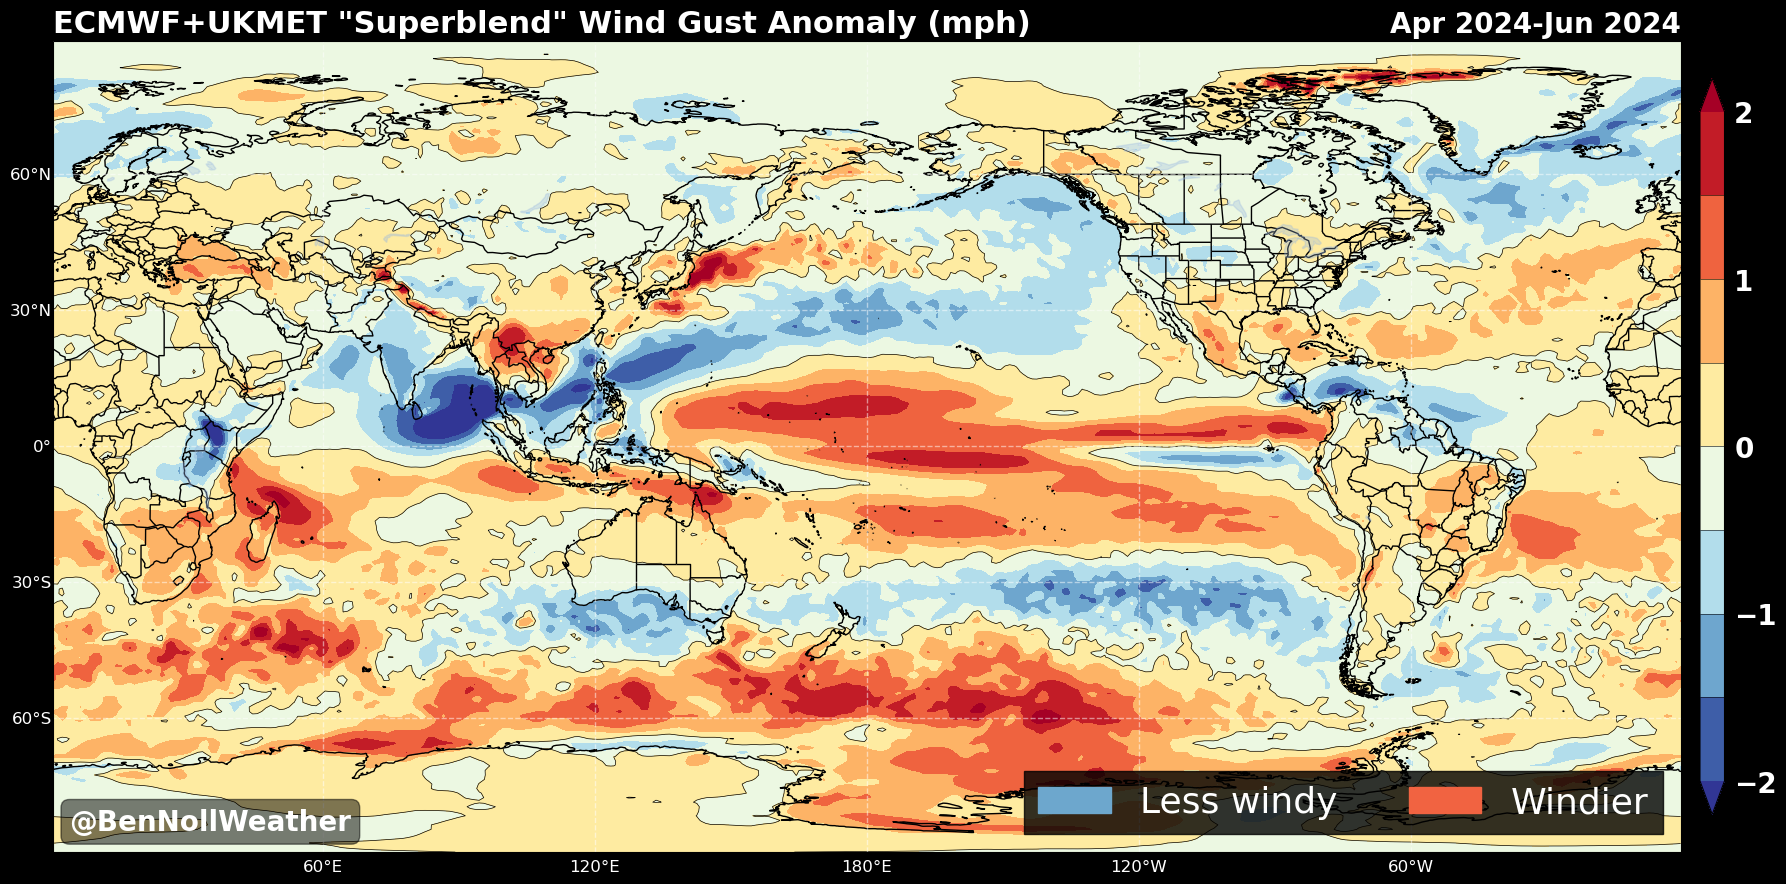 ECMWF+UKMET "Superblend" Wind Gust Anomaly (mph)
Apr 2024-Jun 2024
60°N
30°N
0°
30°S
60°S
60°E
120°E
180°E
120°W
60°W
2
1
0
−1
−2
@BenNollWeather
Less windy
Windier